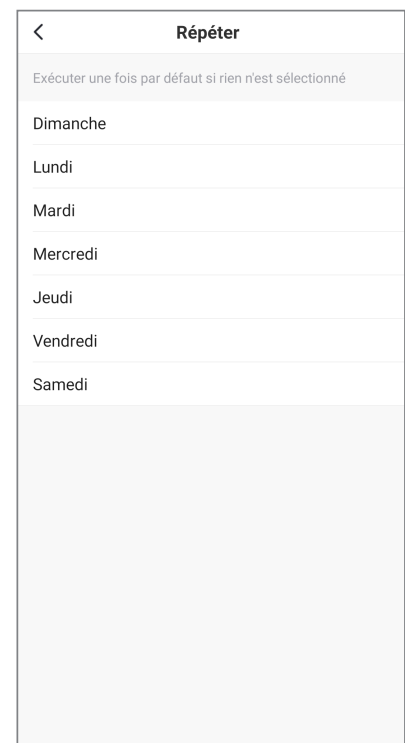 Répéter
Exécuter une fois par défaut si rien n'est sélectionné
Dimanche
Lundi
Mardi
Mercredi
Jeudi
Vendredi
Samedi